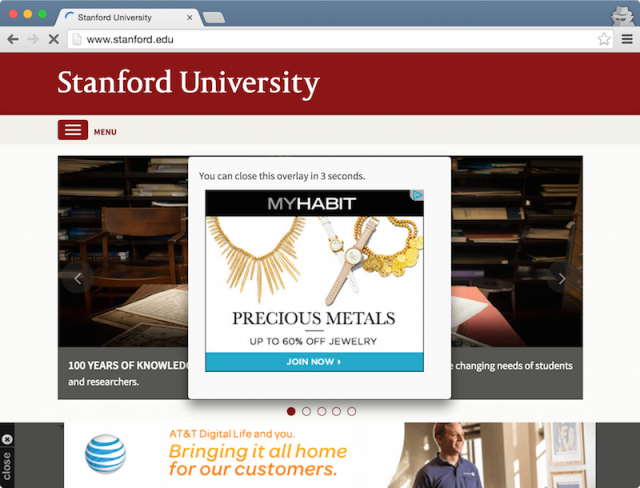 Stanford University
www.stanford.edu
Stanford University
MENU
You can close this overlay in 3 seconds.
MYHABIT
PRECIOUS METALS
UP TO 60% OFF JEWELRY
JOIN NOW ›
100 YEARS OF KNOWLED
e changing needs of students
and researchers.
close
AT&T Digital Life and you.
Bringing it all home
for our customers.